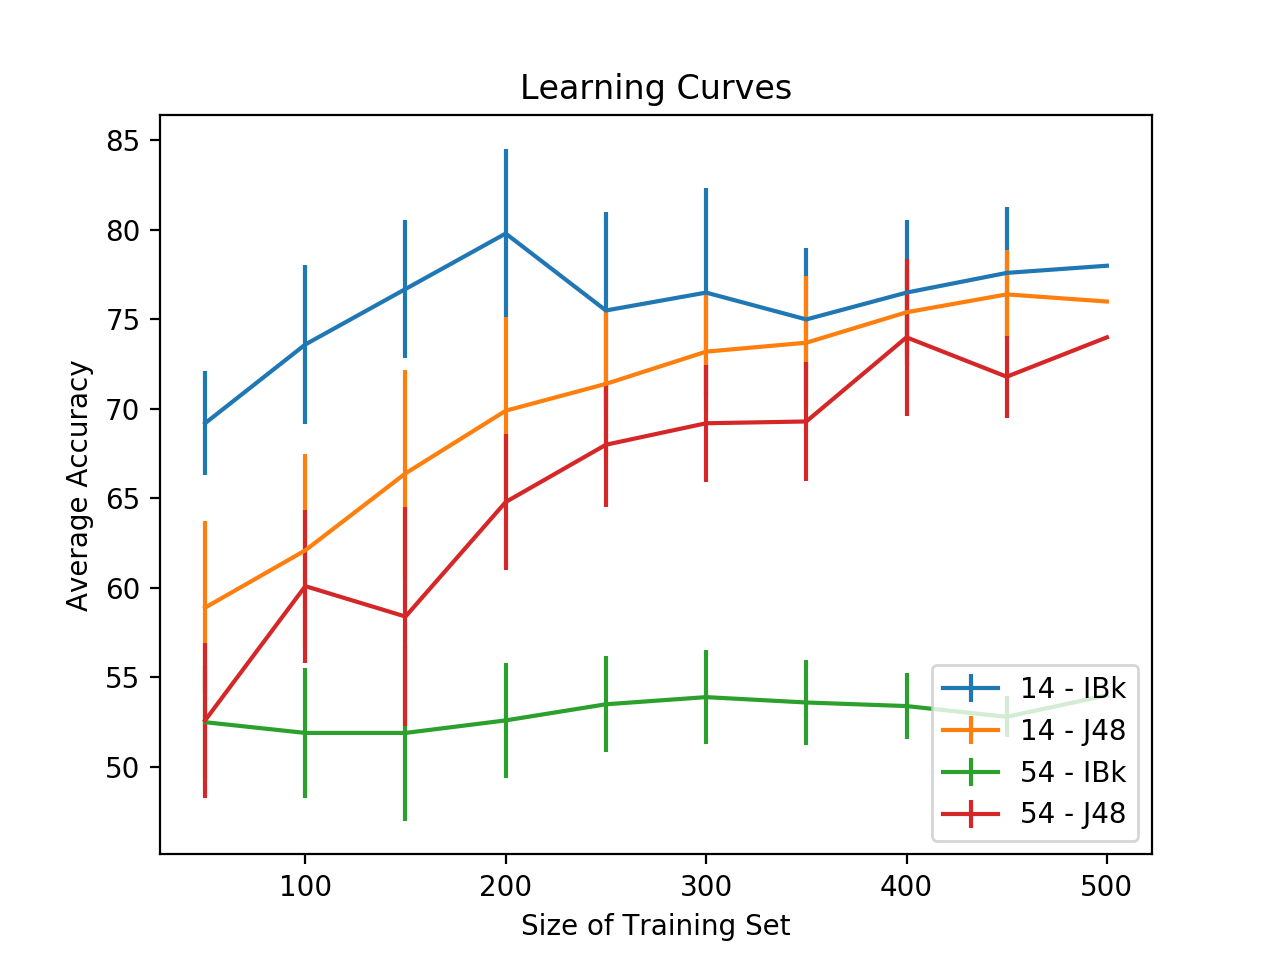 Learning Curves
85
80
75
70
65
60
55
50
Average Accuracy
14 - IBk
14 - J48
54 - IBk
54 - J48
100 200 300 400 500
Size of Training Set